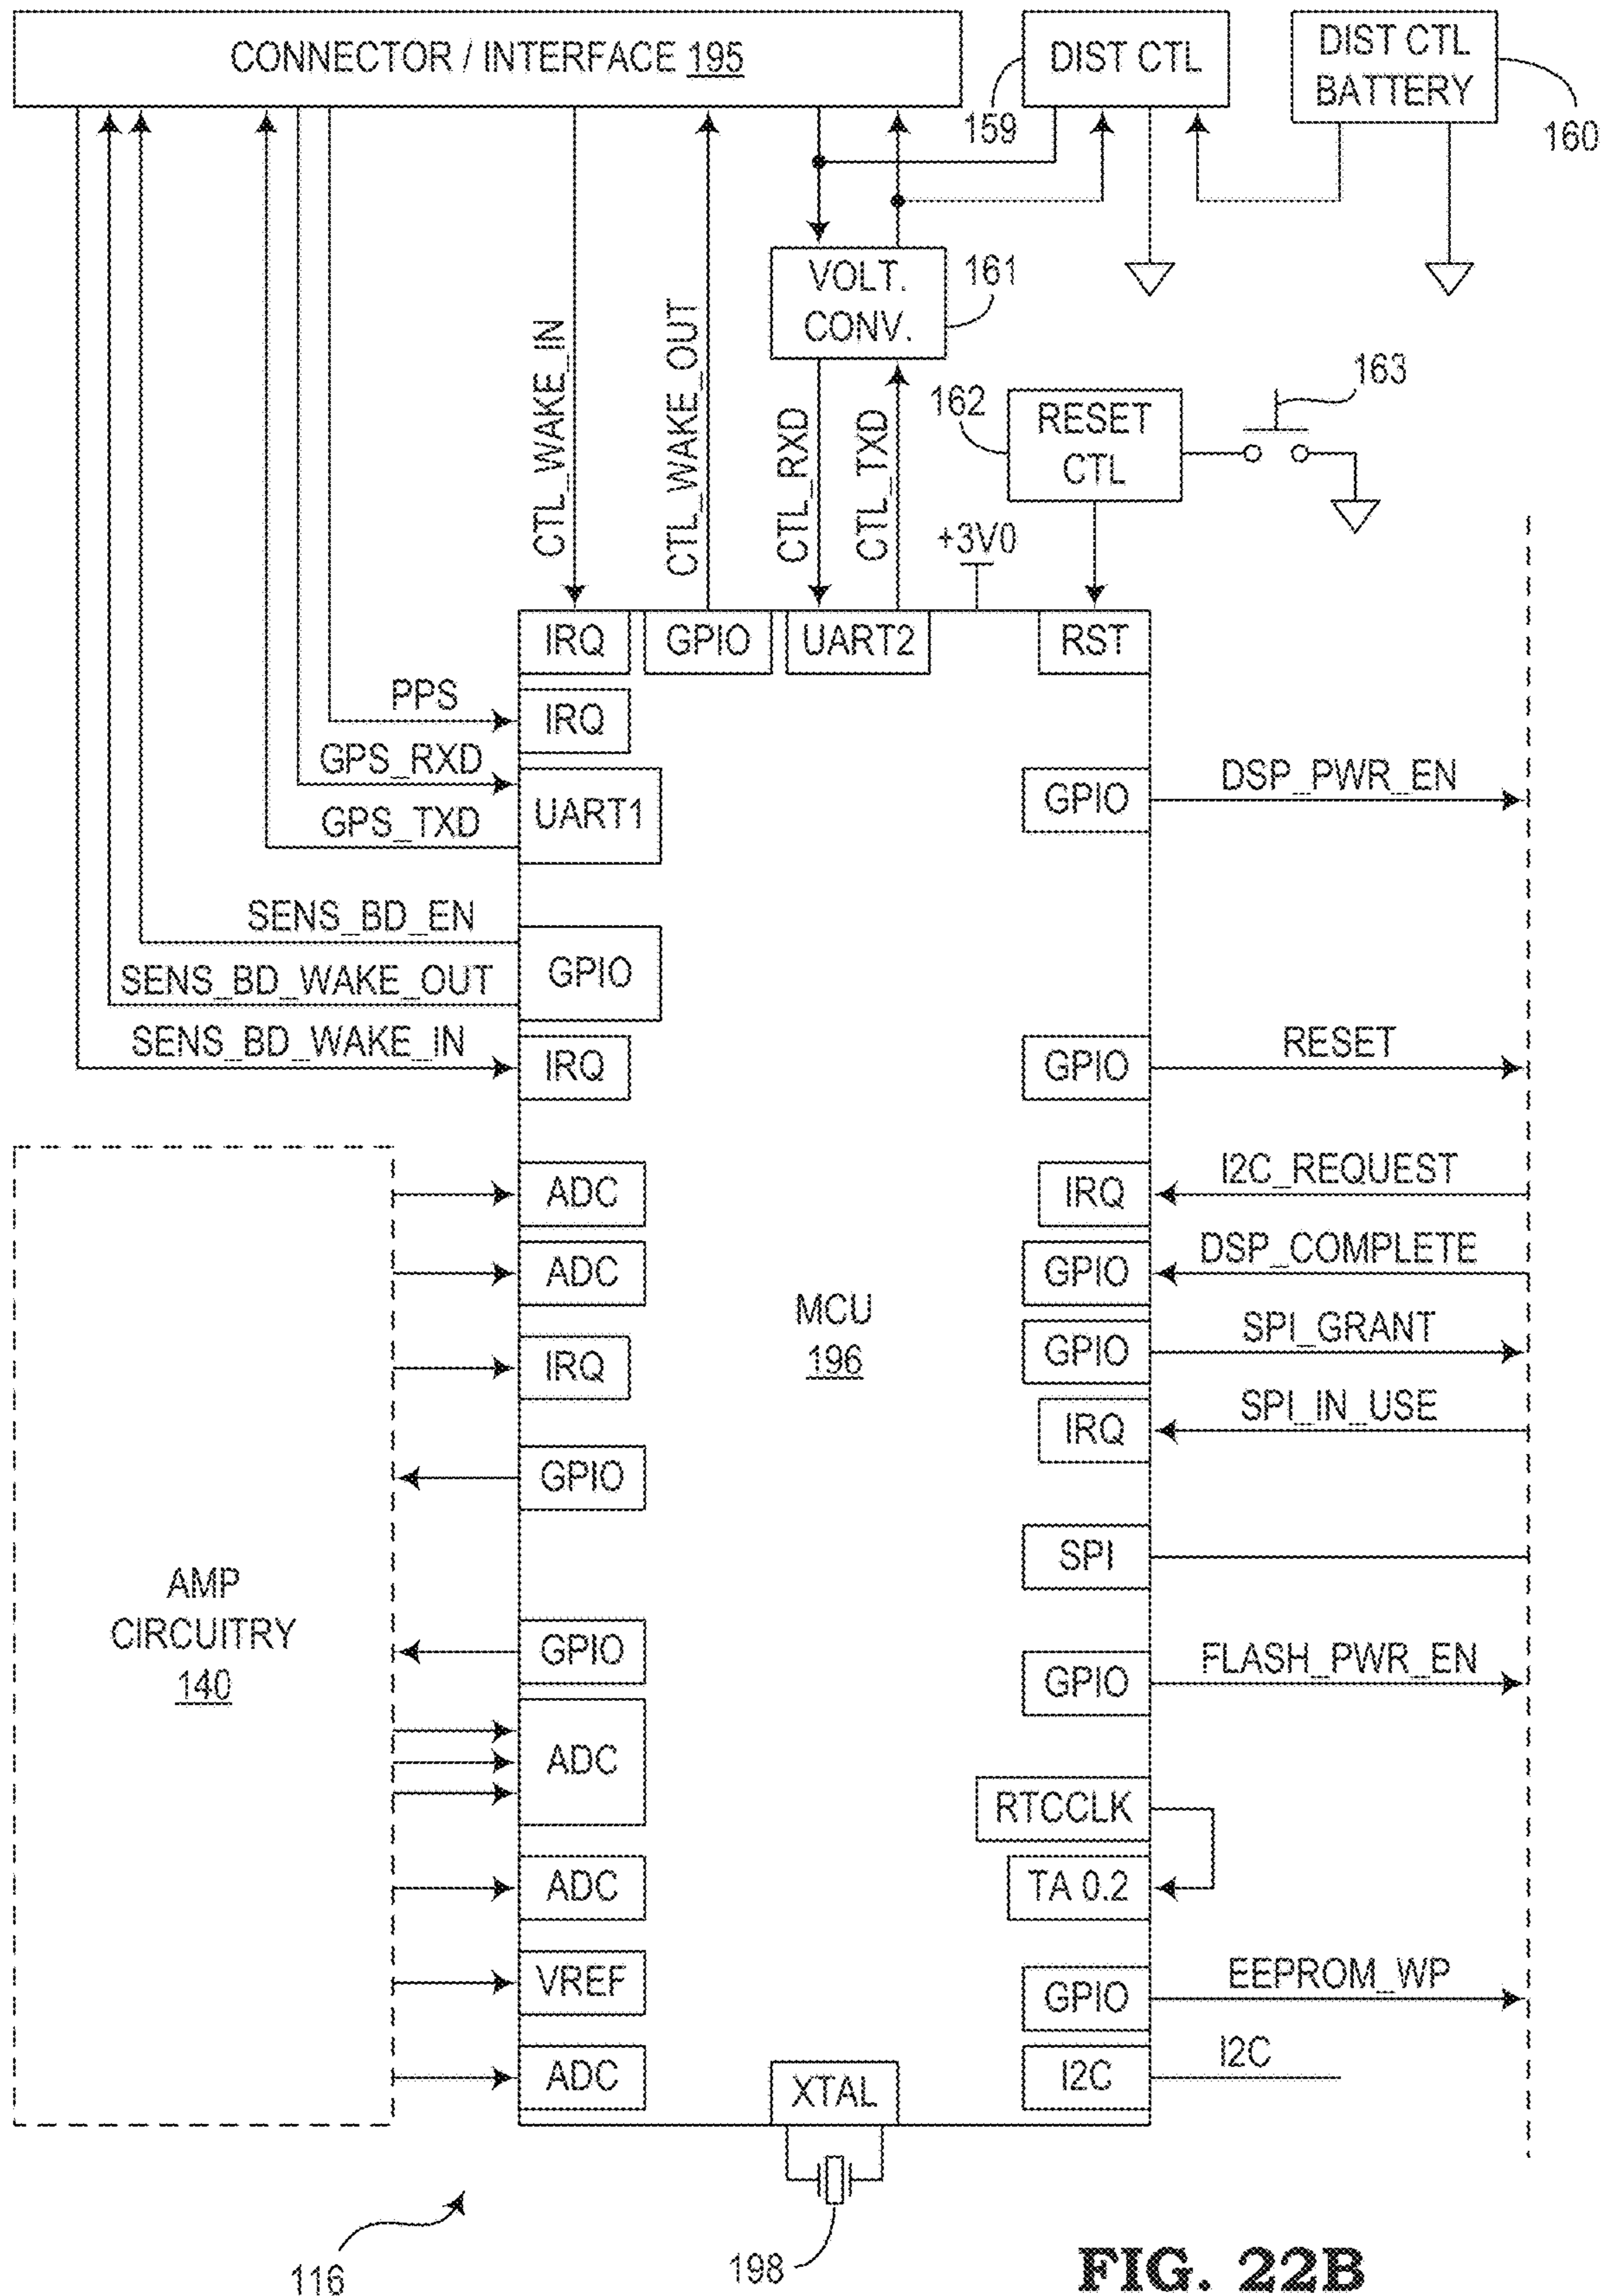 CONNECTOR / INTERFACE 195
DIST CTL
DIST CTL
BATTERY
159
160
VOLT.
CONV.
161
CTL_WAKE_IN
CTL_WAKE_OUT
CTL_RXD
CTL_TXD
162
RESET
CTL
163
+3V0
IRQ
GPIO
UART2
RST
PPS
IRQ
GPS_RXD
GPS_TXD
UART1
GPIO
DSP_PWR_EN
SENS_BD_EN
SENS_BD_WAKE_OUT
GPIO
SENS_BD_WAKE_IN
IRQ
GPIO
RESET
ADC
IRQ
I2C_REQUEST
ADC
GPIO
DSP_COMPLETE
MCU
196
IRQ
GPIO
SPI_GRANT
IRQ
SPI_IN_USE
GPIO
SPI
AMP
CIRCUITRY
140
GPIO
GPIO
FLASH_PWR_EN
ADC
RTCCLK
ADC
TA 0.2
VREF
GPIO
EEPROM_WP
ADC
XTAL
I2C
I2C
116
198
FIG. 22B